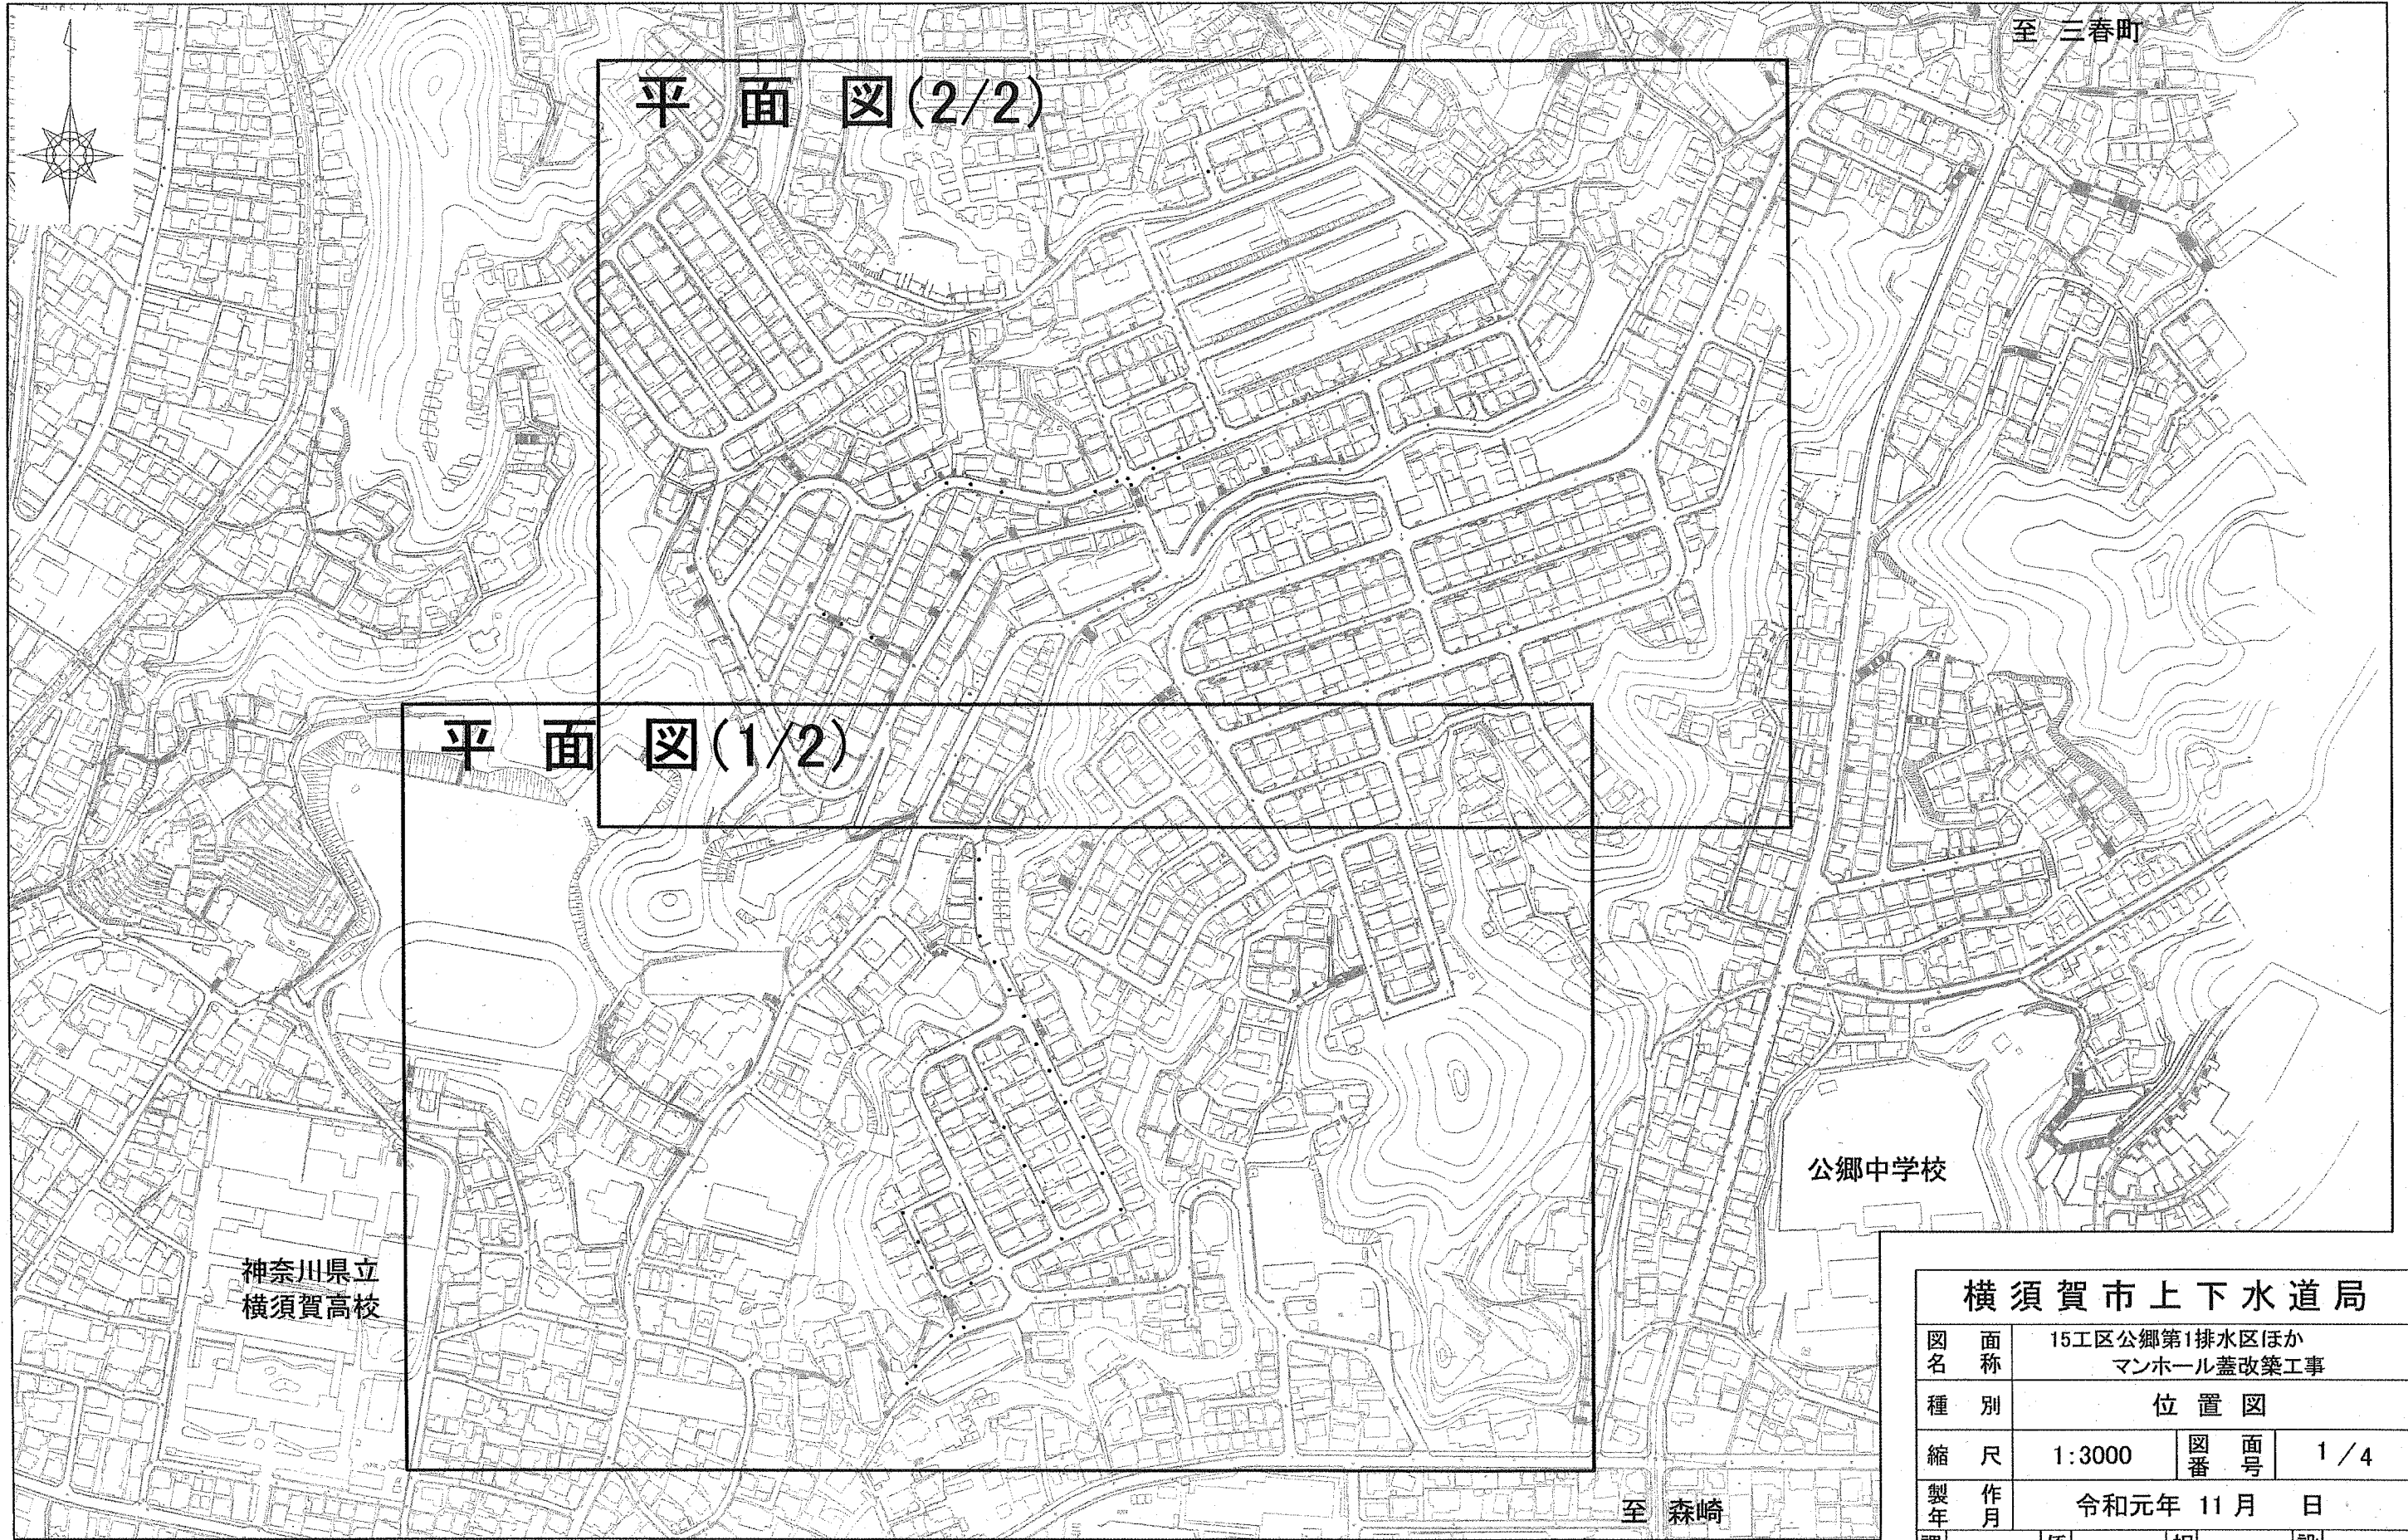 至 三春町
平面図(2/2)
平面図(1/2)
公郷中学校
神奈川県立
横須賀高校
至 森崎
横須賀市上下水道局
図面名称 15工区公郷第1排水区ほか
マンホール蓋改築工事
種別 位置図
縮尺 1:3000 図面番号 1/4
製作年月 令和元年 11月 日